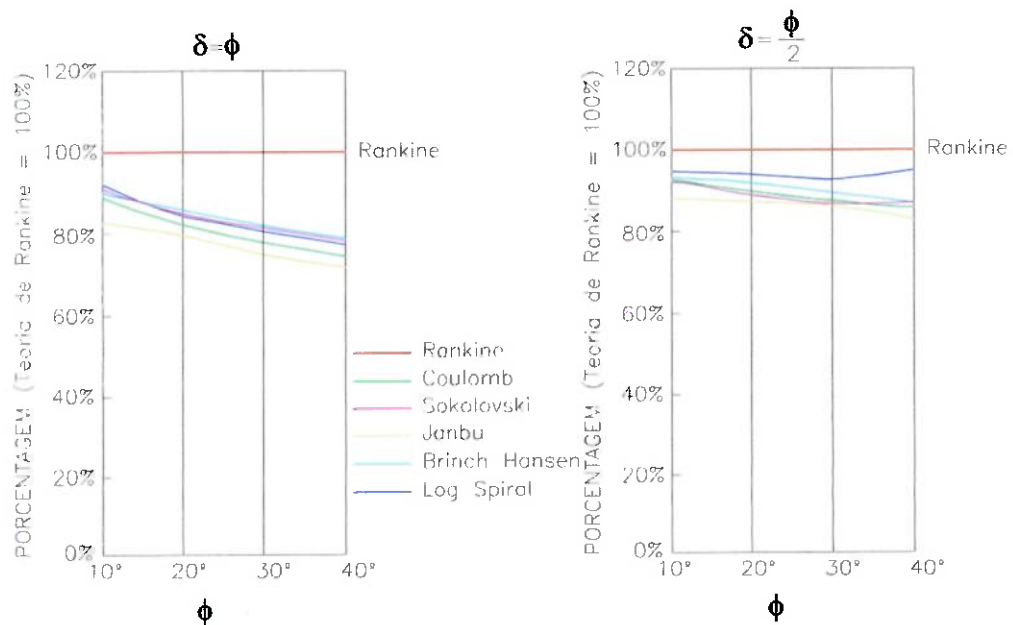 δ=ϕ
PORCENTAGEM (Teoria de Rankine = 100%)
120%
100%
80%
60%
40%
20%
0%
10°
20°
30°
40°
ϕ
Rankine
Rankine
Coulomb
Sokolovski
Janbu
Brinch Hansen
Log Spiral
δ=ϕ/2
PORCENTAGEM (Teoria de Rankine = 100%)
120%
100%
80%
60%
40%
20%
0%
10°
20°
30°
40°
ϕ
Rankine